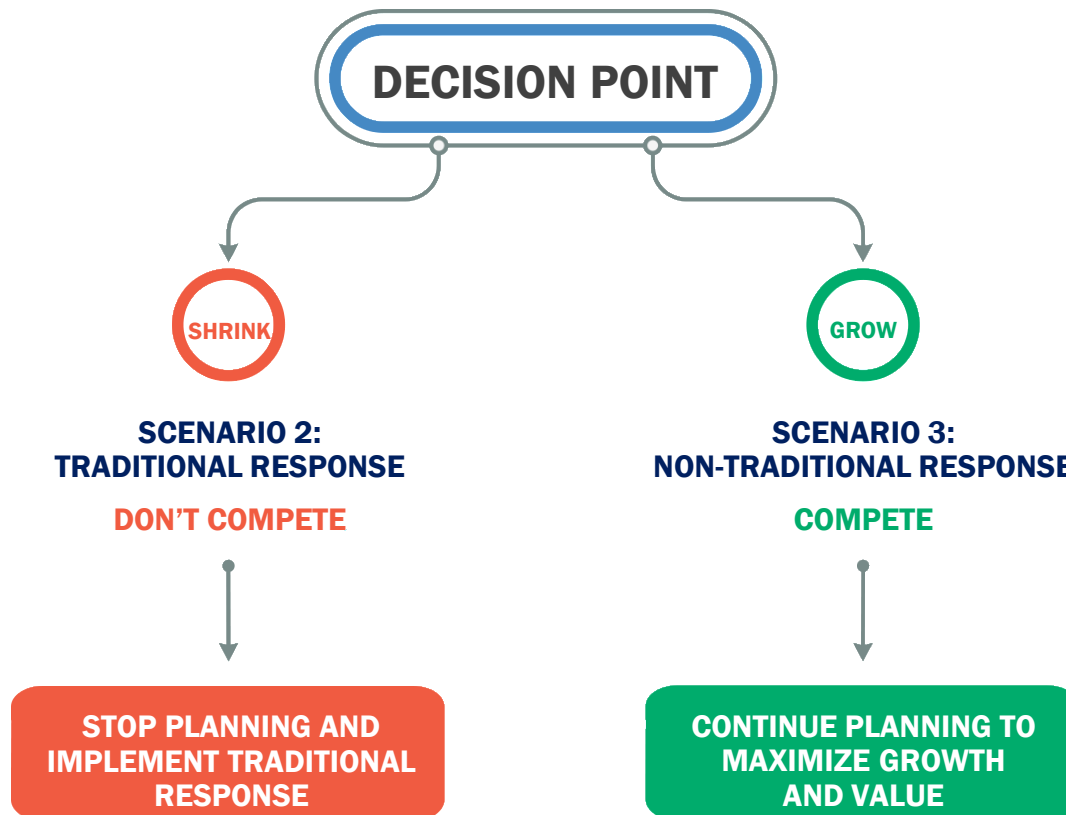 DECISION POINT
SHRINK
GROW
SCENARIO 2:
TRADITIONAL RESPONSE
DON'T COMPETE
SCENARIO 3:
NON-TRADITIONAL RESPONSE
COMPETE
STOP PLANNING AND
IMPLEMENT TRADITIONAL
RESPONSE
CONTINUE PLANNING TO
MAXIMIZE GROWTH
AND VALUE